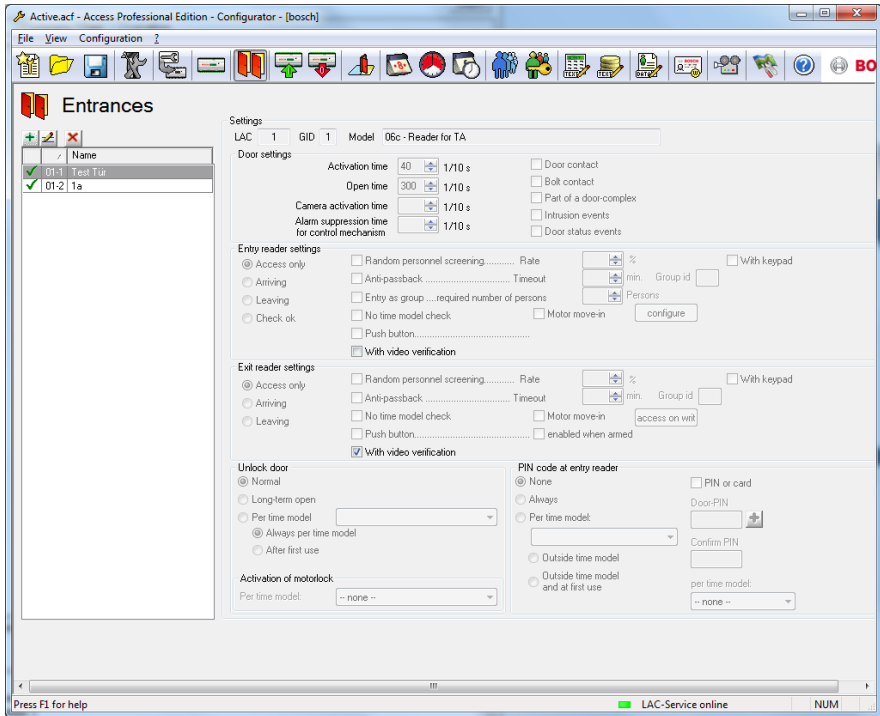 Active.acf - Access Professional Edition - Configurator - [bosch]
File View Configuration ?
BO
Entrances
Name
01-1 Test Tür
01-2 1a
Settings
LAC 1 GID 1 Model 06c - Reader for TA
Door settings
Activation time 40 1/10 s Door contact
Open time 300 1/10 s Bolt contact
Camera activation time 1/10 s Part of a door-complex
Alarm suppression time for control mechanism 1/10 s Intrusion events
Door status events
Entry reader settings
Access only Random personnel screening............ Rate % With keypad
Arriving Anti-passback ................................ Timeout min. Group id
Leaving Entry as group ....required number of persons Persons
Check ok No time model check Motor move-in configure
Push button............................................
With video verification
Exit reader settings
Access only Random personnel screening............ Rate % With keypad
Arriving Anti-passback ................................ Timeout min. Group id
Leaving No time model check Motor move-in access on writ
Push button............................................ enabled when armed
With video verification
Unlock door
Normal
Long-term open
Per time model
Always per time model
After first use
Activation of motorlock
Per time model: -- none --
PIN code at entry reader
None PIN or card
Always Door-PIN
Per time model:
Confirm PIN
Outside time model
Outside time model and at first use
per time model:
-- none --
Press F1 for help LAC-Service online NUM